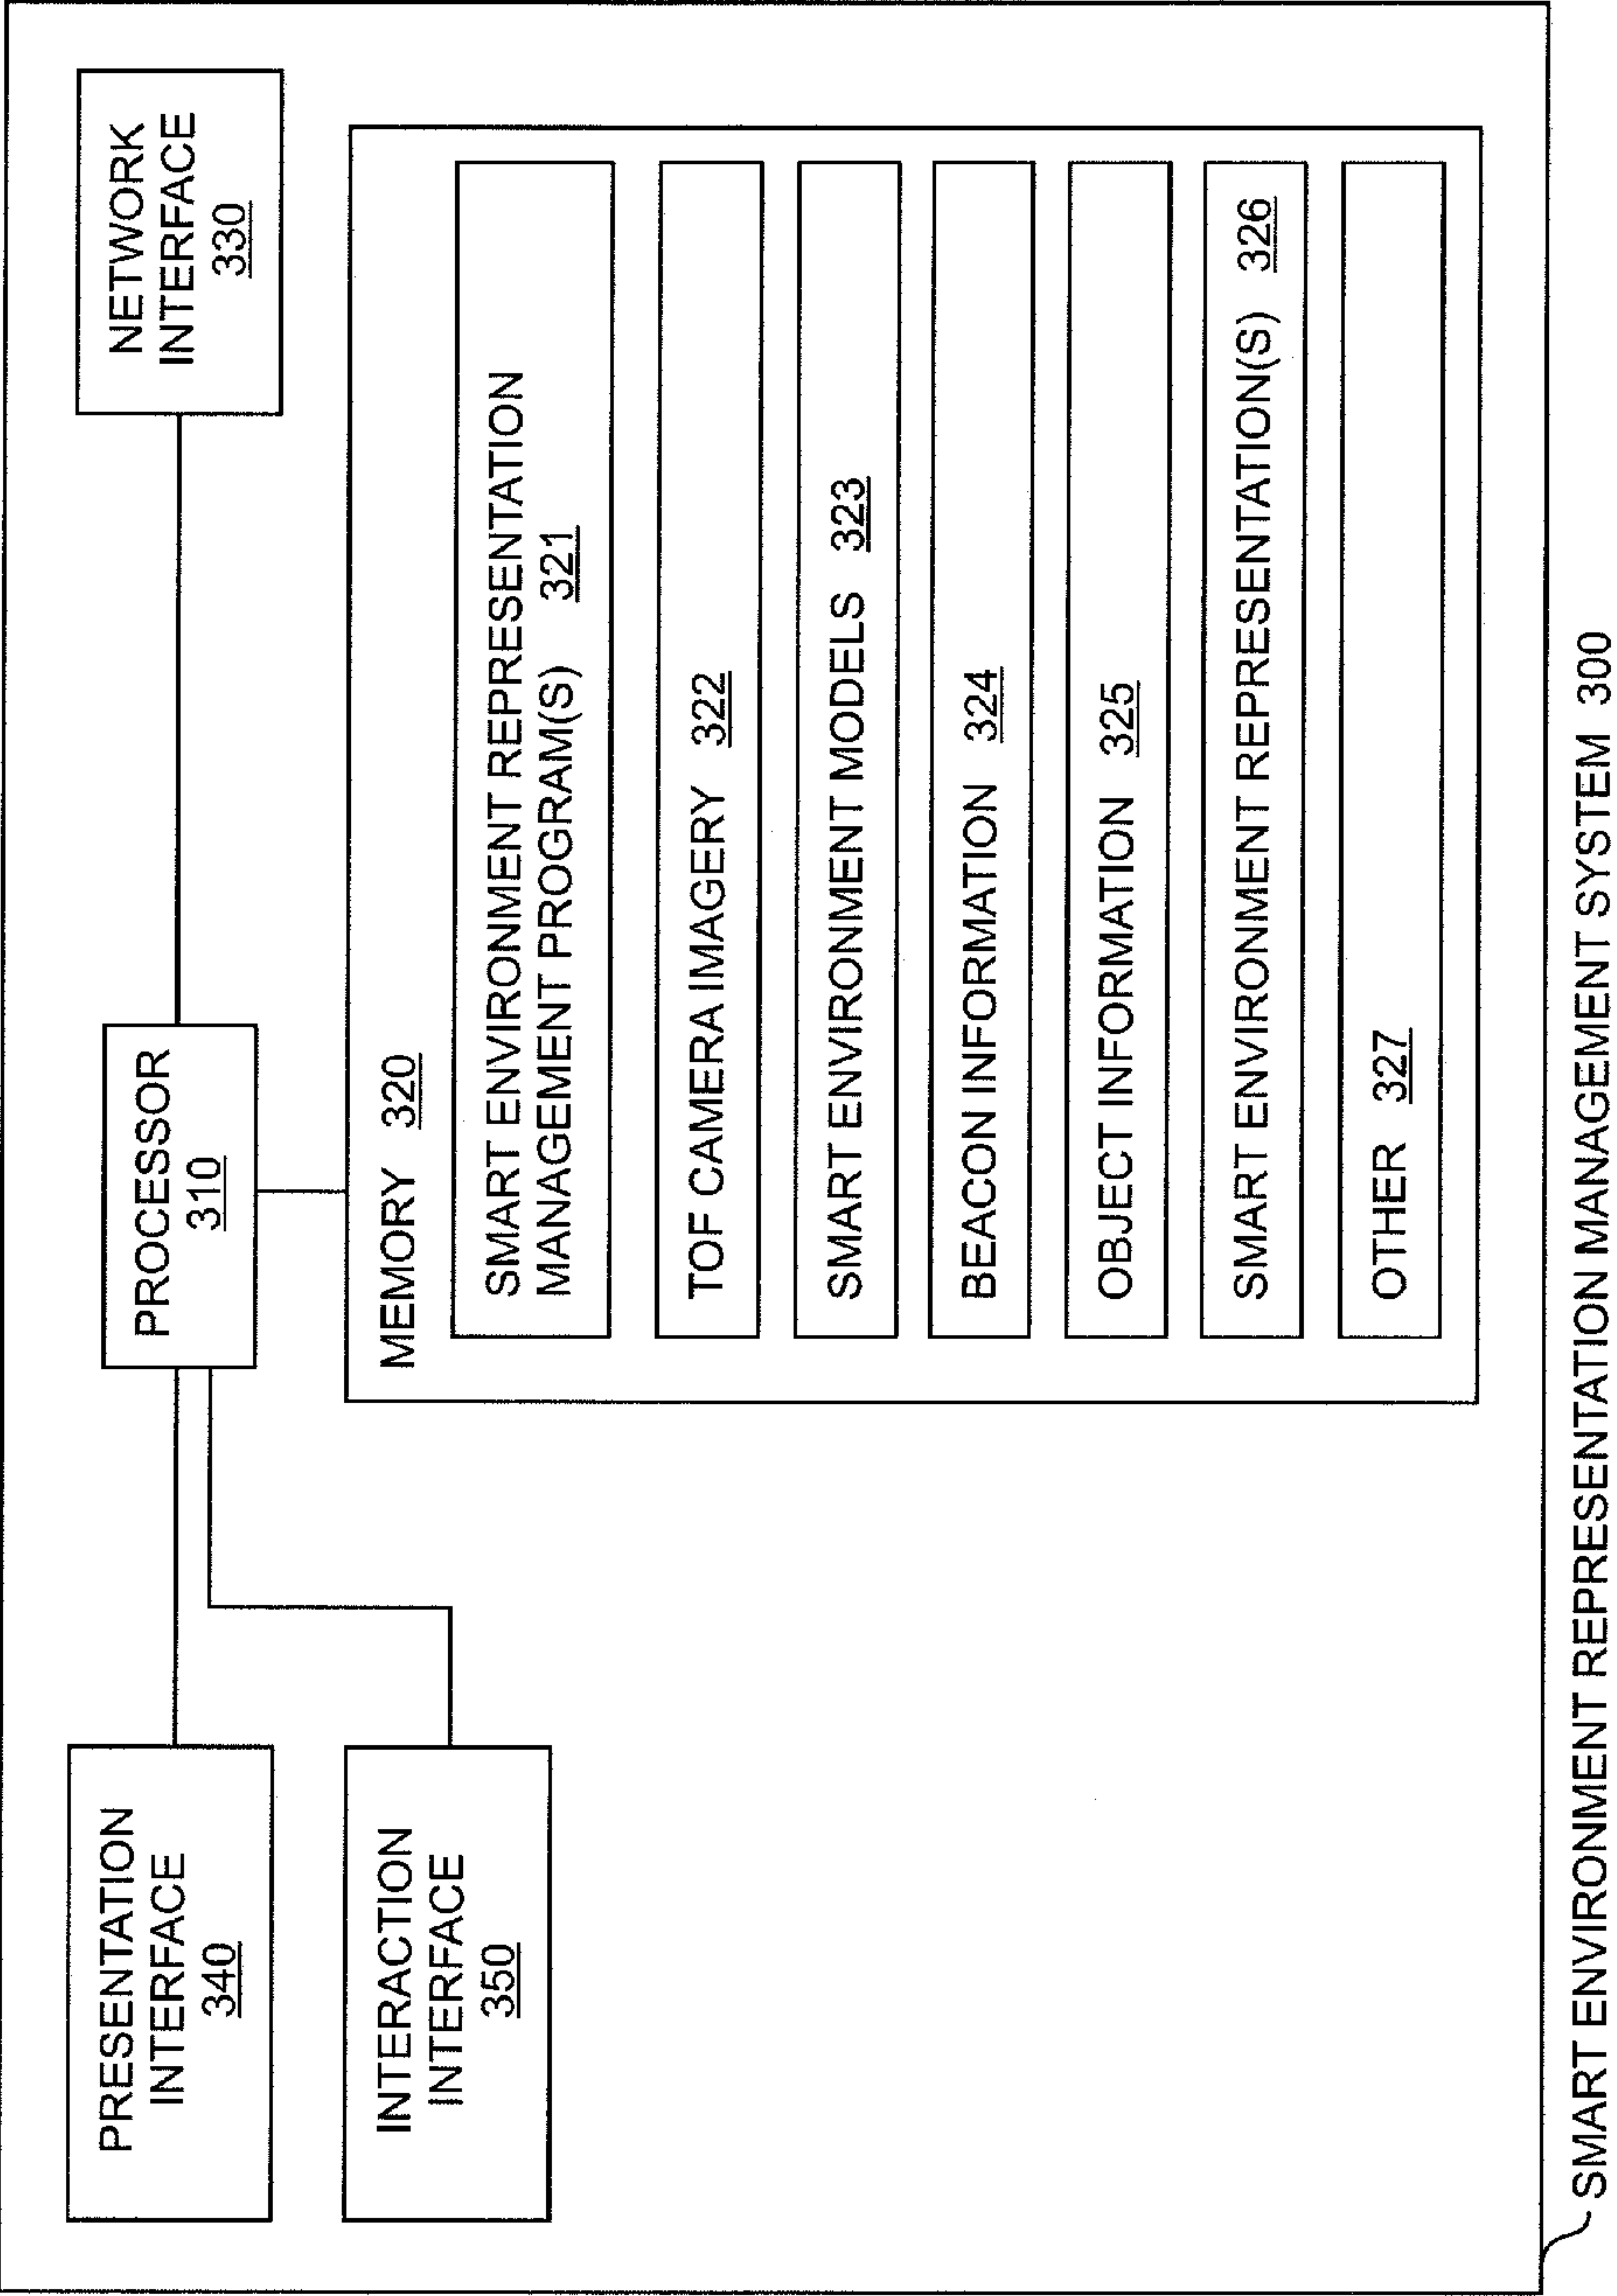 PRESENTATION
INTERFACE
340
INTERACTION
INTERFACE
350
PROCESSOR
310
NETWORK
INTERFACE
330
MEMORY 320
SMART ENVIRONMENT REPRESENTATION
MANAGEMENT PROGRAM(S) 321
TOF CAMERA IMAGERY 322
SMART ENVIRONMENT MODELS 323
BEACON INFORMATION 324
OBJECT INFORMATION 325
SMART ENVIRONMENT REPRESENTATION(S) 326
OTHER 327
SMART ENVIRONMENT REPRESENTATION MANAGEMENT SYSTEM 300